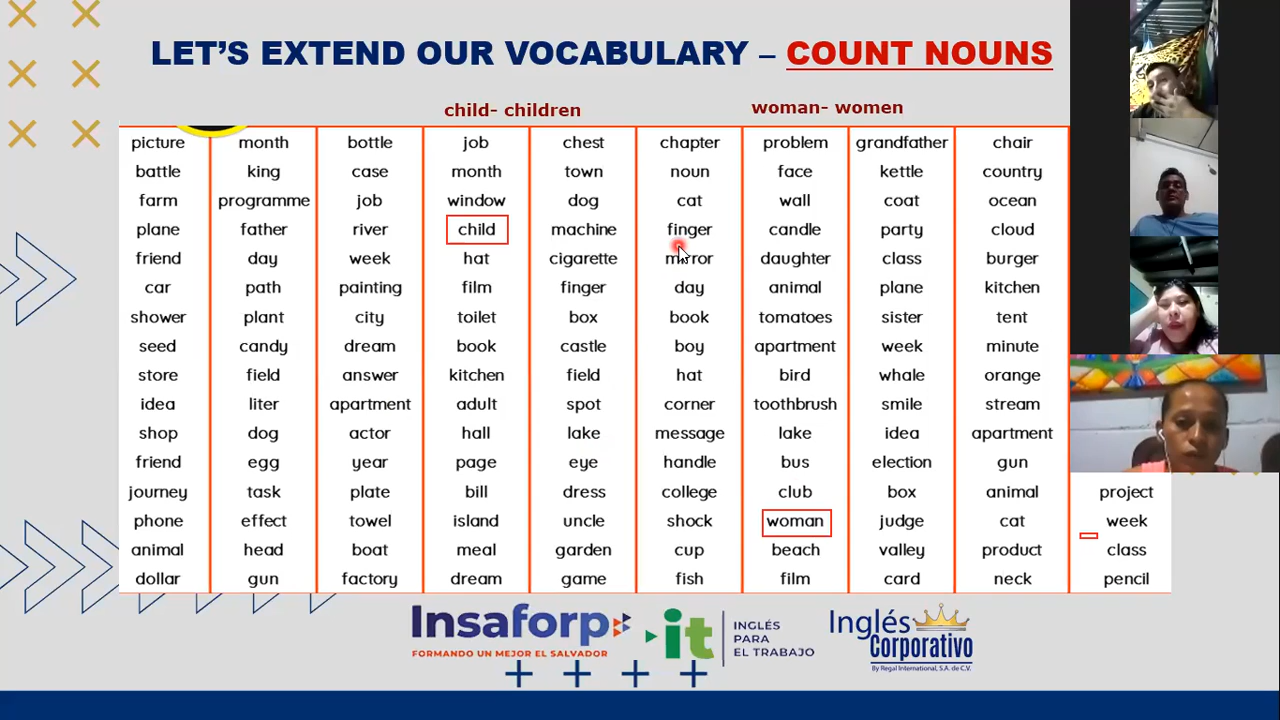 LET'S EXTEND OUR VOCABULARY – COUNT NOUNS
child- children woman- women
picture month bottle job chest chapter problem grandfather chair
battle king case month town noun face kettle country
farm programme job window dog cat wall coat ocean
plane father river child machine finger candle party cloud
friend day week hat cigarette mirror daughter class burger
car path painting film finger day animal plane kitchen
shower plant city toilet box book tomatoes sister tent
seed candy dream book castle boy apartment week minute
store field answer kitchen field hat bird whale orange
idea liter apartment adult spot corner toothbrush smile stream
shop dog actor hall lake message lake idea apartment
friend egg year page eye handle bus election gun
journey task plate bill dress college club box animal project
phone effect towel island uncle shock woman judge cat week
animal head boat meal garden cup beach valley product class
dollar gun factory dream game fish film card neck pencil
Insaforp
FORMANDO UN MEJOR EL SALVADOR
it
INGLÉS
PARA
EL TRABAJO
Inglés
Corporativo
By Regal International, S.A. de C.V.